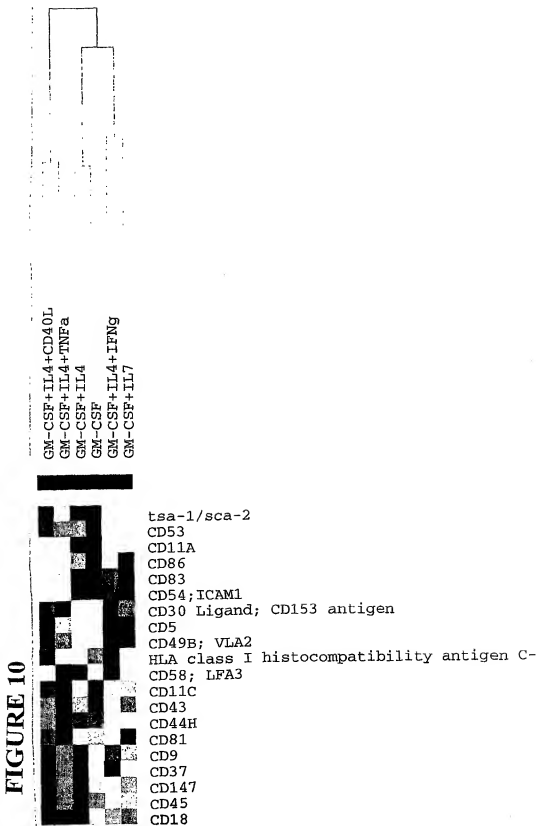 GM-CSF+IL4+CD40L
GM-CSF+IL4+TNFa
GM-CSF+IL4
GM-CSF
GM-CSF+IL4+IFNg
GM-CSF+IL7
tsa-1/sca-2
CD53
CD11A
CD86
CD83
CD54;ICAM1
CD30 Ligand; CD153 antigen
CD5
CD49B; VLA2
HLA class I histocompatibility antigen C-
CD58; LFA3
CD11C
CD43
CD44H
CD81
CD9
CD37
CD147
CD45
CD18
FIGURE 10